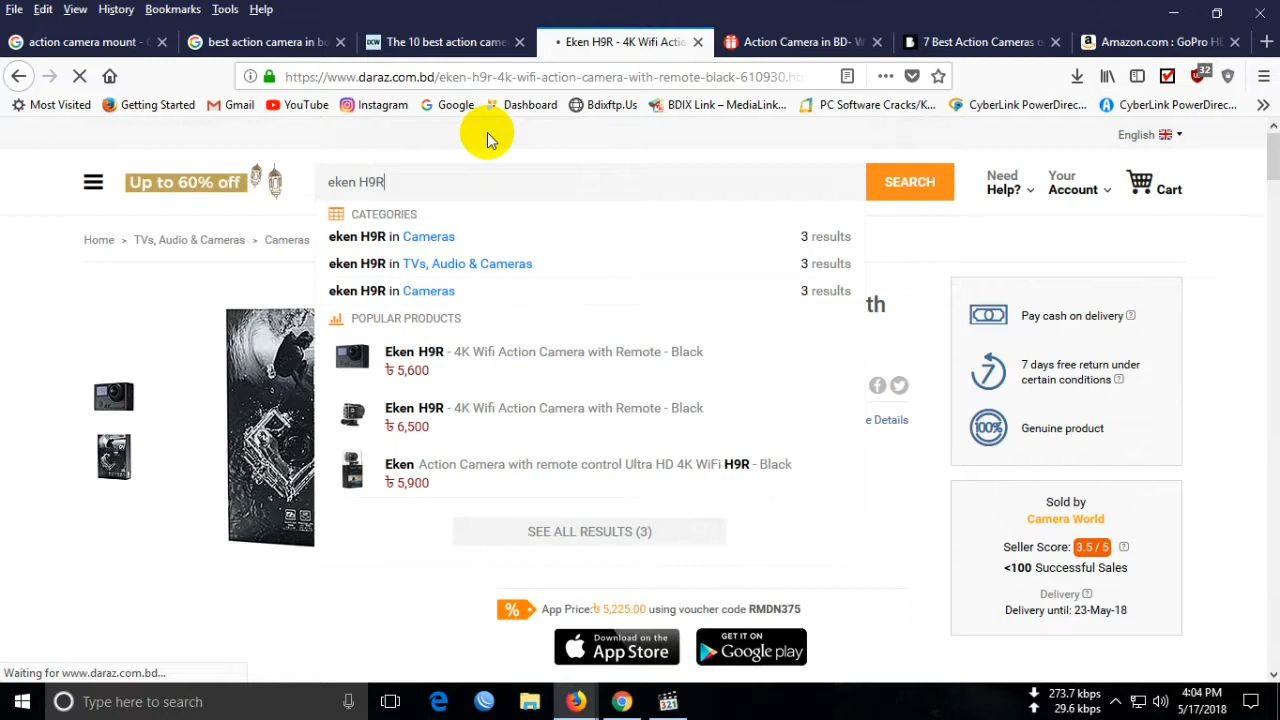 File Edit View History Bookmarks Tools Help
action camera mount -
best action camera in bd
The 10 best action came
Eken H9R - 4K Wifi Actio
Action Camera in BD- W
7 Best Action Cameras o
Amazon.com : GoPro HE
https://www.daraz.com.bd/eken-h9r-4k-wifi-action-camera-with-remote-black-610930.ht
32
Most Visited Getting Started Gmail YouTube Instagram Google Dashboard Bdixftp.Us BDIX Link – MediaLink... PC Software Cracks/K... CyberLink PowerDirec... CyberLink PowerDirec...
English
Up to 60% off
eken H9R
SEARCH
Need Help?
Your Account
Cart
Home > TVs, Audio & Cameras > Cameras
CATEGORIES
eken H9R in Cameras 3 results
eken H9R in TVs, Audio & Cameras 3 results
eken H9R in Cameras 3 results
POPULAR PRODUCTS
Eken H9R - 4K Wifi Action Camera with Remote - Black
৳ 5,600
Eken H9R - 4K Wifi Action Camera with Remote - Black
৳ 6,500
Eken Action Camera with remote control Ultra HD 4K WiFi H9R - Black
৳ 5,900
SEE ALL RESULTS (3)
th
e Details
Pay cash on delivery
7
7 days free return under
certain conditions
100%
Genuine product
Sold by
Camera World
Seller Score: 3.5 / 5
<100 Successful Sales
Delivery
Delivery until: 23-May-18
% App Price:৳ 5,225.00 using voucher code RMDN375
Download on the
App Store
GET IT ON
Google play
Waiting for www.daraz.com.bd...
Type here to search
321
273.7 kbps
29.6 kbps
4:04 PM
5/17/2018